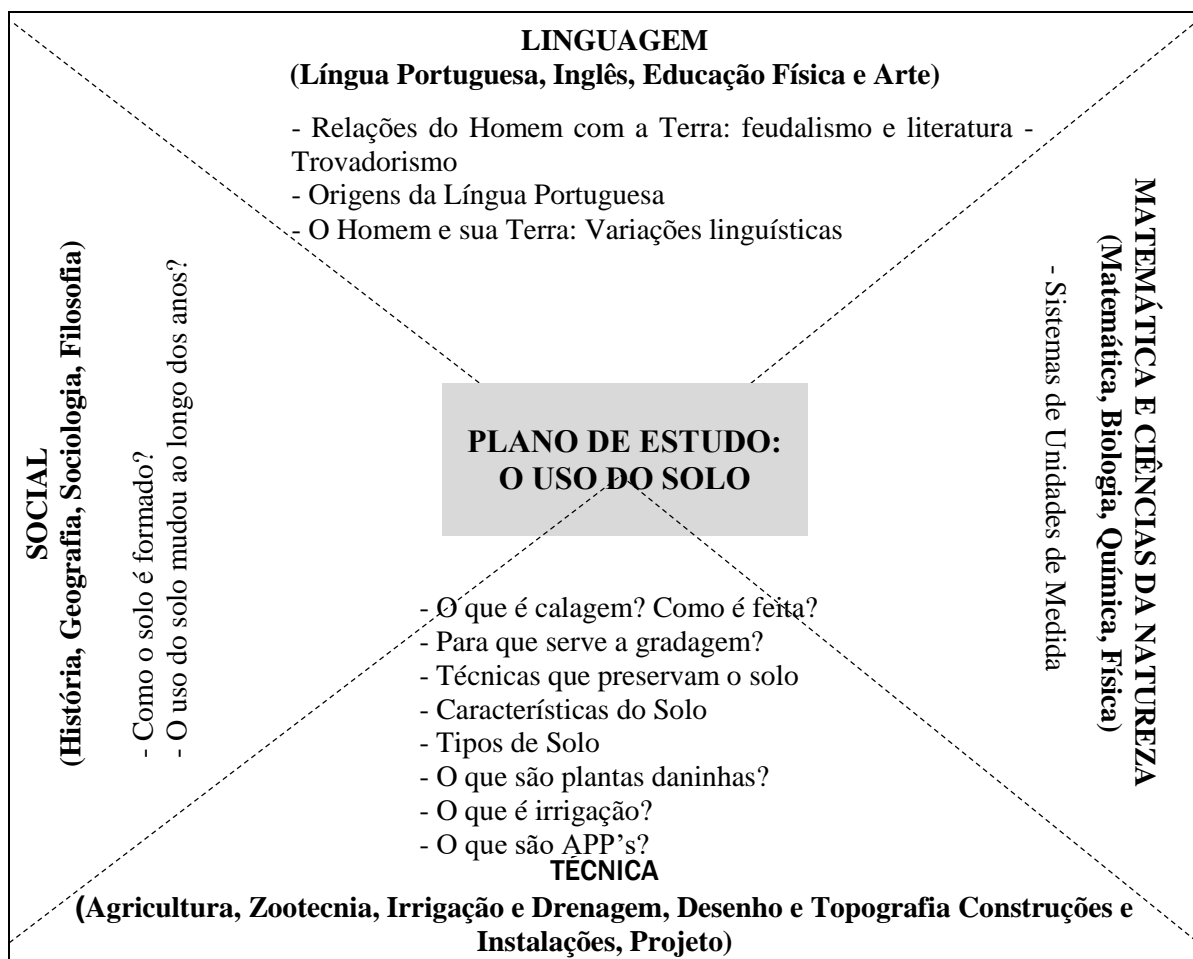 LINGUAGEM
(Língua Portuguesa, Inglês, Educação Física e Arte)
- Relações do Homem com a Terra: feudalismo e literatura -
Trovadorismo
- Origens da Língua Portuguesa
- O Homem e sua Terra: Variações linguísticas
SOCIAL
(História, Geografia, Sociologia, Filosofia)
- Como o solo é formado?
- O uso do solo mudou ao longo dos anos?
PLANO DE ESTUDO:
O USO DO SOLO
MATEMÁTICA E CIÊNCIAS DA NATUREZA
(Matemática, Biologia, Química, Física)
- Sistemas de Unidades de Medida
- O que é calagem? Como é feita?
- Para que serve a gradagem?
- Técnicas que preservam o solo
- Características do Solo
- Tipos de Solo
- O que são plantas daninhas?
- O que é irrigação?
- O que são APP's?
TÉCNICA
(Agricultura, Zootecnia, Irrigação e Drenagem, Desenho e Topografia Construções e
Instalações, Projeto)